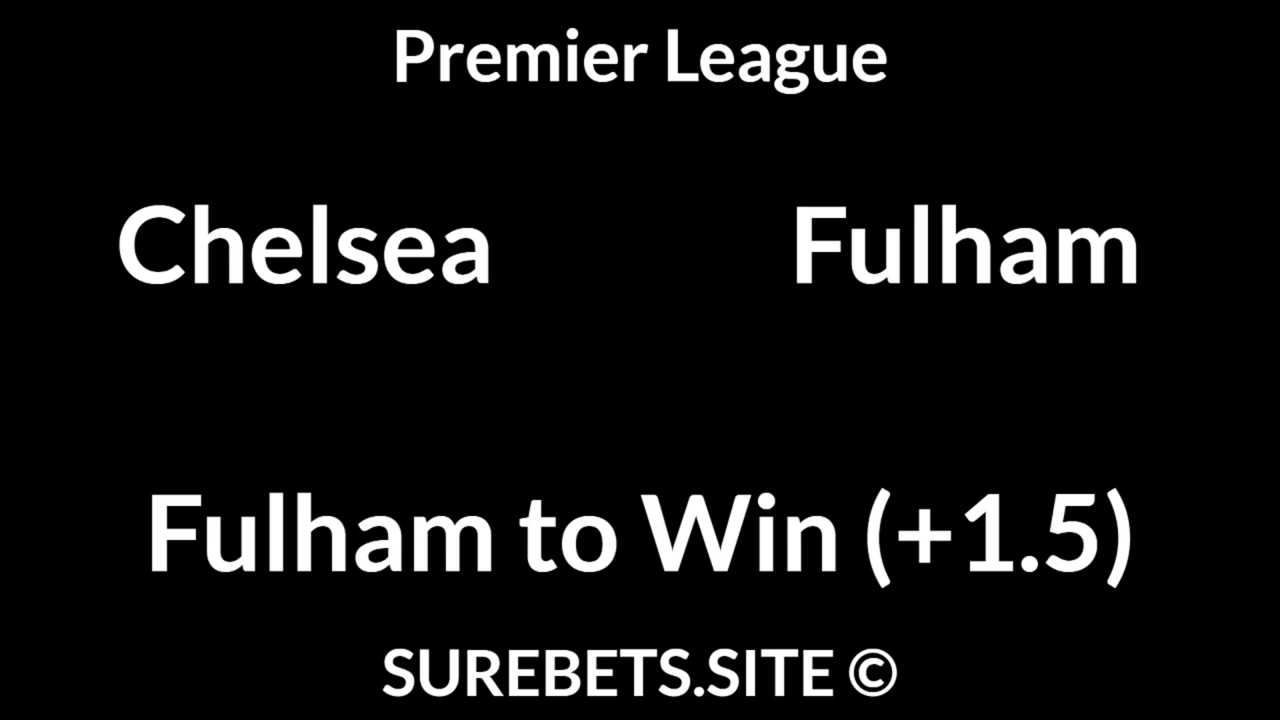 Premier League
Chelsea Fulham
Fulham to Win (+1.5)
SUREBETS.SITE ©